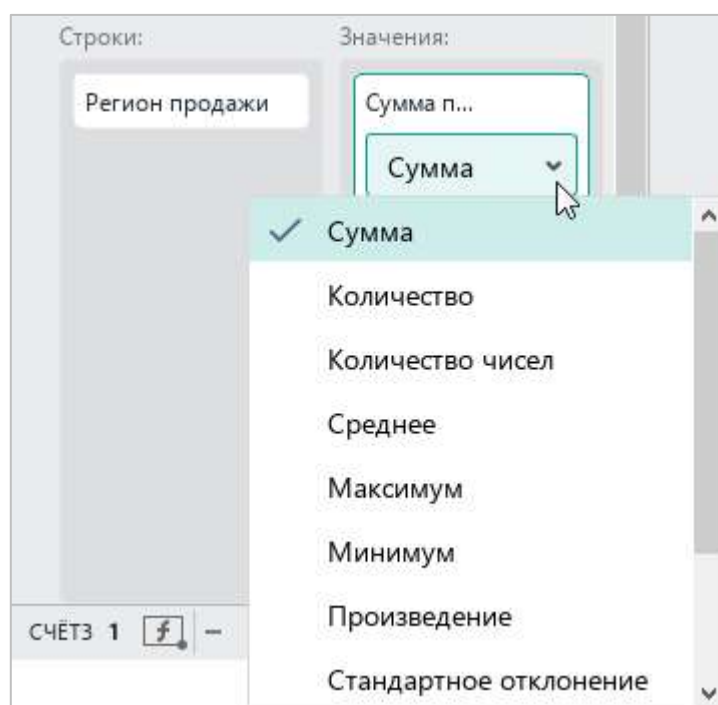 Строки:
Значения:
Регион продажи
Сумма п...
Сумма
Сумма
Количество
Количество чисел
Среднее
Максимум
Минимум
Произведение
Стандартное отклонение
СЧЁТЗ 1 ƒ −